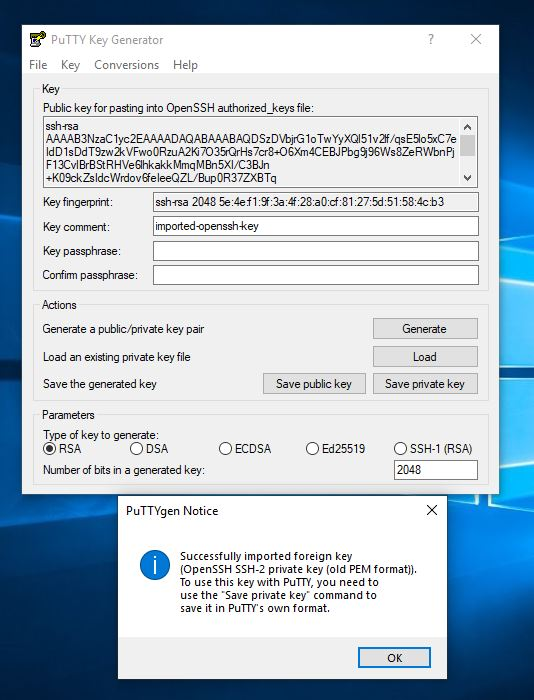 PuTTY Key Generator
?
File Key Conversions Help
Key
Public key for pasting into OpenSSH authorized_keys file:
ssh-rsa
AAAAB3NzaC1yc2EAAAADAQABAAABAQDSzDVbjrG1oTwYyXQl51v2lf/qsE5lo5xC7e
IdD1sDdT9zw2kVFwo0RzuA2Ki7O35rQrHs7cr8+O6Xm4CEBJPbg9j96Ws8ZeRWbnPj
F13CvlBrBStRHVe6lhkakkMmqMBn5Xl/C3BJn
+K09ckZsIdcWrdov6feIeeQZL/Bup0R37ZXBTq
Key fingerprint: ssh-rsa 2048 5e:4e:f1:9f:3a:4f:28:a0:cf:81:27:5d:51:58:4c:b3
Key comment: imported-openssh-key
Key passphrase:
Confirm passphrase:
Actions
Generate a public/private key pair Generate
Load an existing private key file Load
Save the generated key Save public key Save private key
Parameters
Type of key to generate:
RSA DSA ECDSA Ed25519 SSH-1 (RSA)
Number of bits in a generated key: 2048
PuTTYgen Notice
Successfully imported foreign key
(OpenSSH SSH-2 private key (old PEM format)).
To use this key with PuTTY, you need to
use the "Save private key" command to
save it in PuTTY's own format.
OK